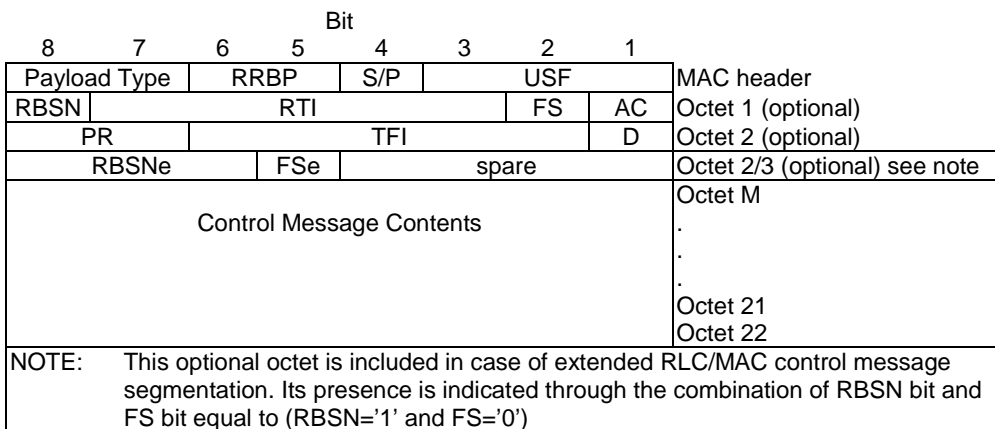 Bit
8 7 6 5 4 3 2 1
Payload Type RRBP S/P USF MAC header
RBSN RTI FS AC Octet 1 (optional)
PR TFI D Octet 2 (optional)
RBSNe FSe spare Octet 2/3 (optional) see note
Octet M
Control Message Contents .
.
.
Octet 21
Octet 22
NOTE: This optional octet is included in case of extended RLC/MAC control message
segmentation. Its presence is indicated through the combination of RBSN bit and
FS bit equal to (RBSN='1' and FS='0')